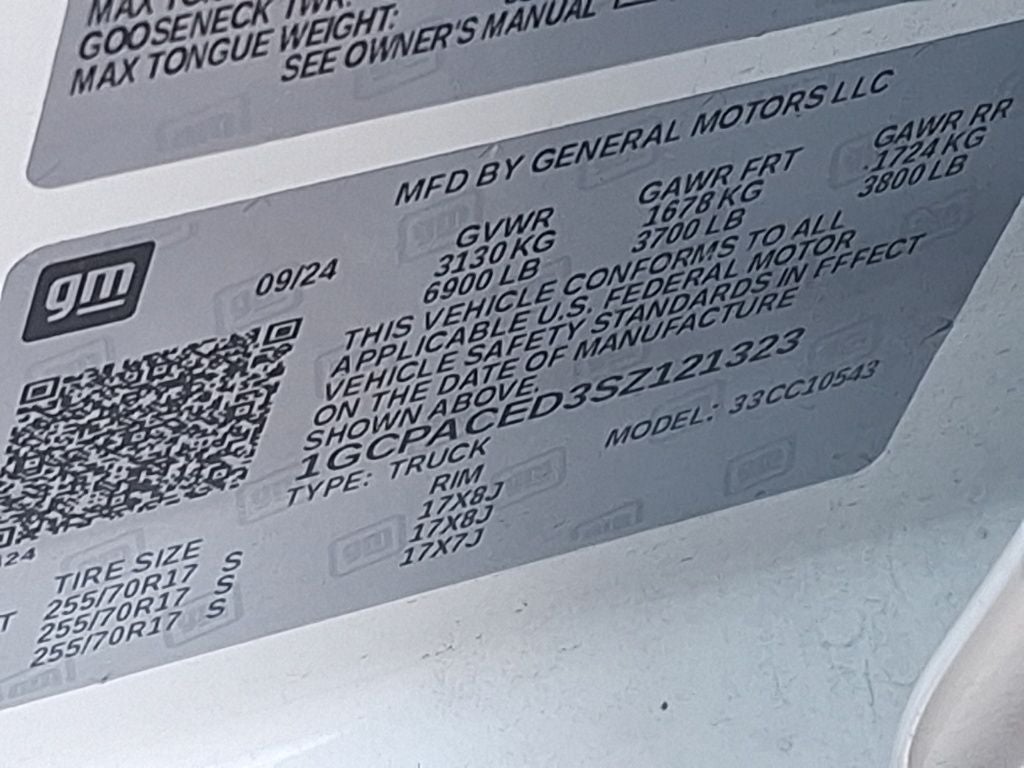 GOOSENECK TWR:
MAX TONGUE WEIGHT:
SEE OWNER'S MANUAL
MFD BY GENERAL MOTORS LLC
gm
09/24
GVWR GAWR FRT GAWR RR
3130 KG 1678 KG 1724 KG
6900 LB 3700 LB 3800 LB
THIS VEHICLE CONFORMS TO ALL
APPLICABLE U.S. FEDERAL MOTOR
VEHICLE SAFETY STANDARDS IN EFFECT
ON THE DATE OF MANUFACTURE
SHOWN ABOVE.
1GCPACED3SZ121323
TYPE: TRUCK MODEL: 33CC10543
TIRE SIZE RIM
255/70R17 S 17X8J
255/70R17 S 17X8J
255/70R17 S 17X7J